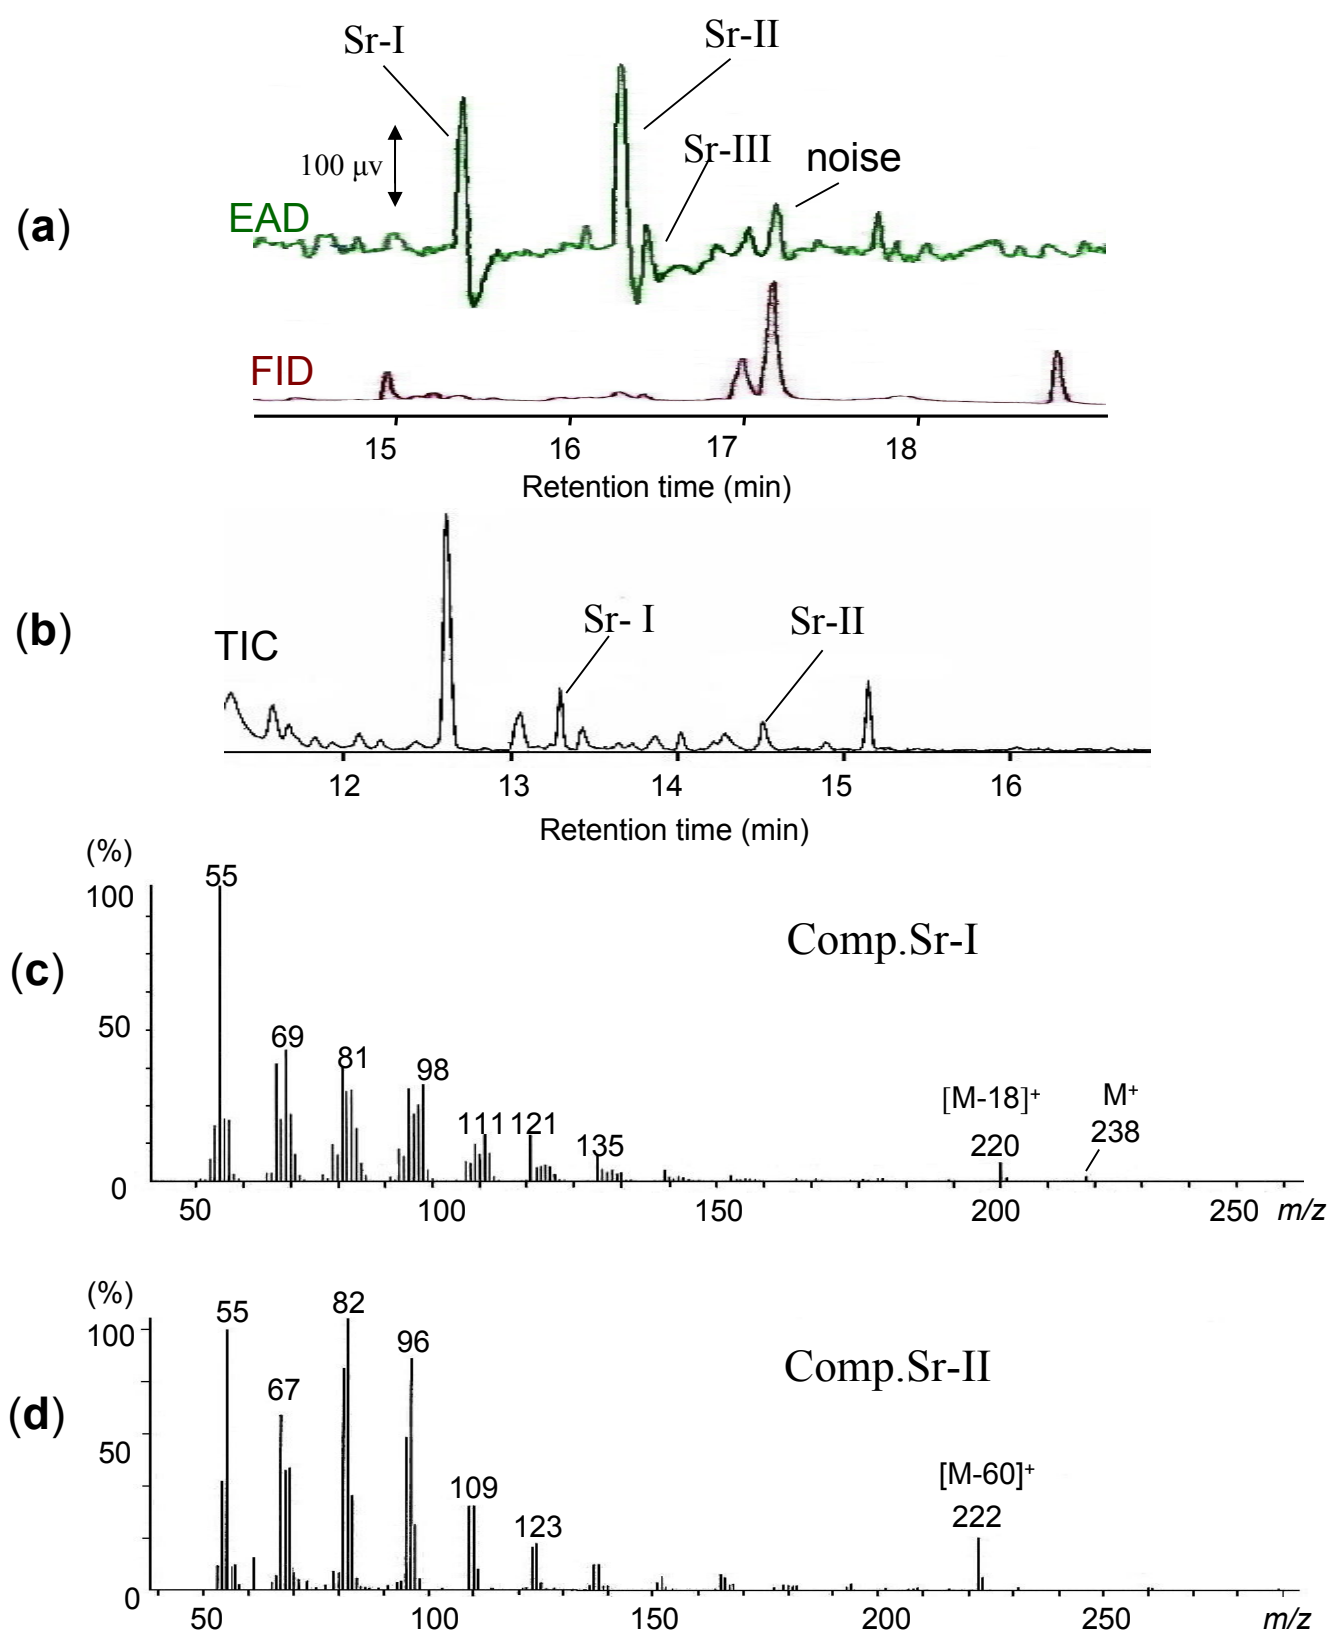 (a)
Sr-I
Sr-II
Sr-III
noise
100 μv
EAD
FID
15 16 17 18
Retention time (min)
(b)
TIC
Sr- I
Sr-II
12 13 14 15 16
Retention time (min)
(c)
(%)
100
50
0
55
69
81
98
111
121
135
[M-18]+
220
M+
238
Comp.Sr-I
50 100 150 200 250 m/z
(d)
(%)
100
50
0
55
67
82
96
109
123
[M-60]+
222
Comp.Sr-II
50 100 150 200 250 m/z